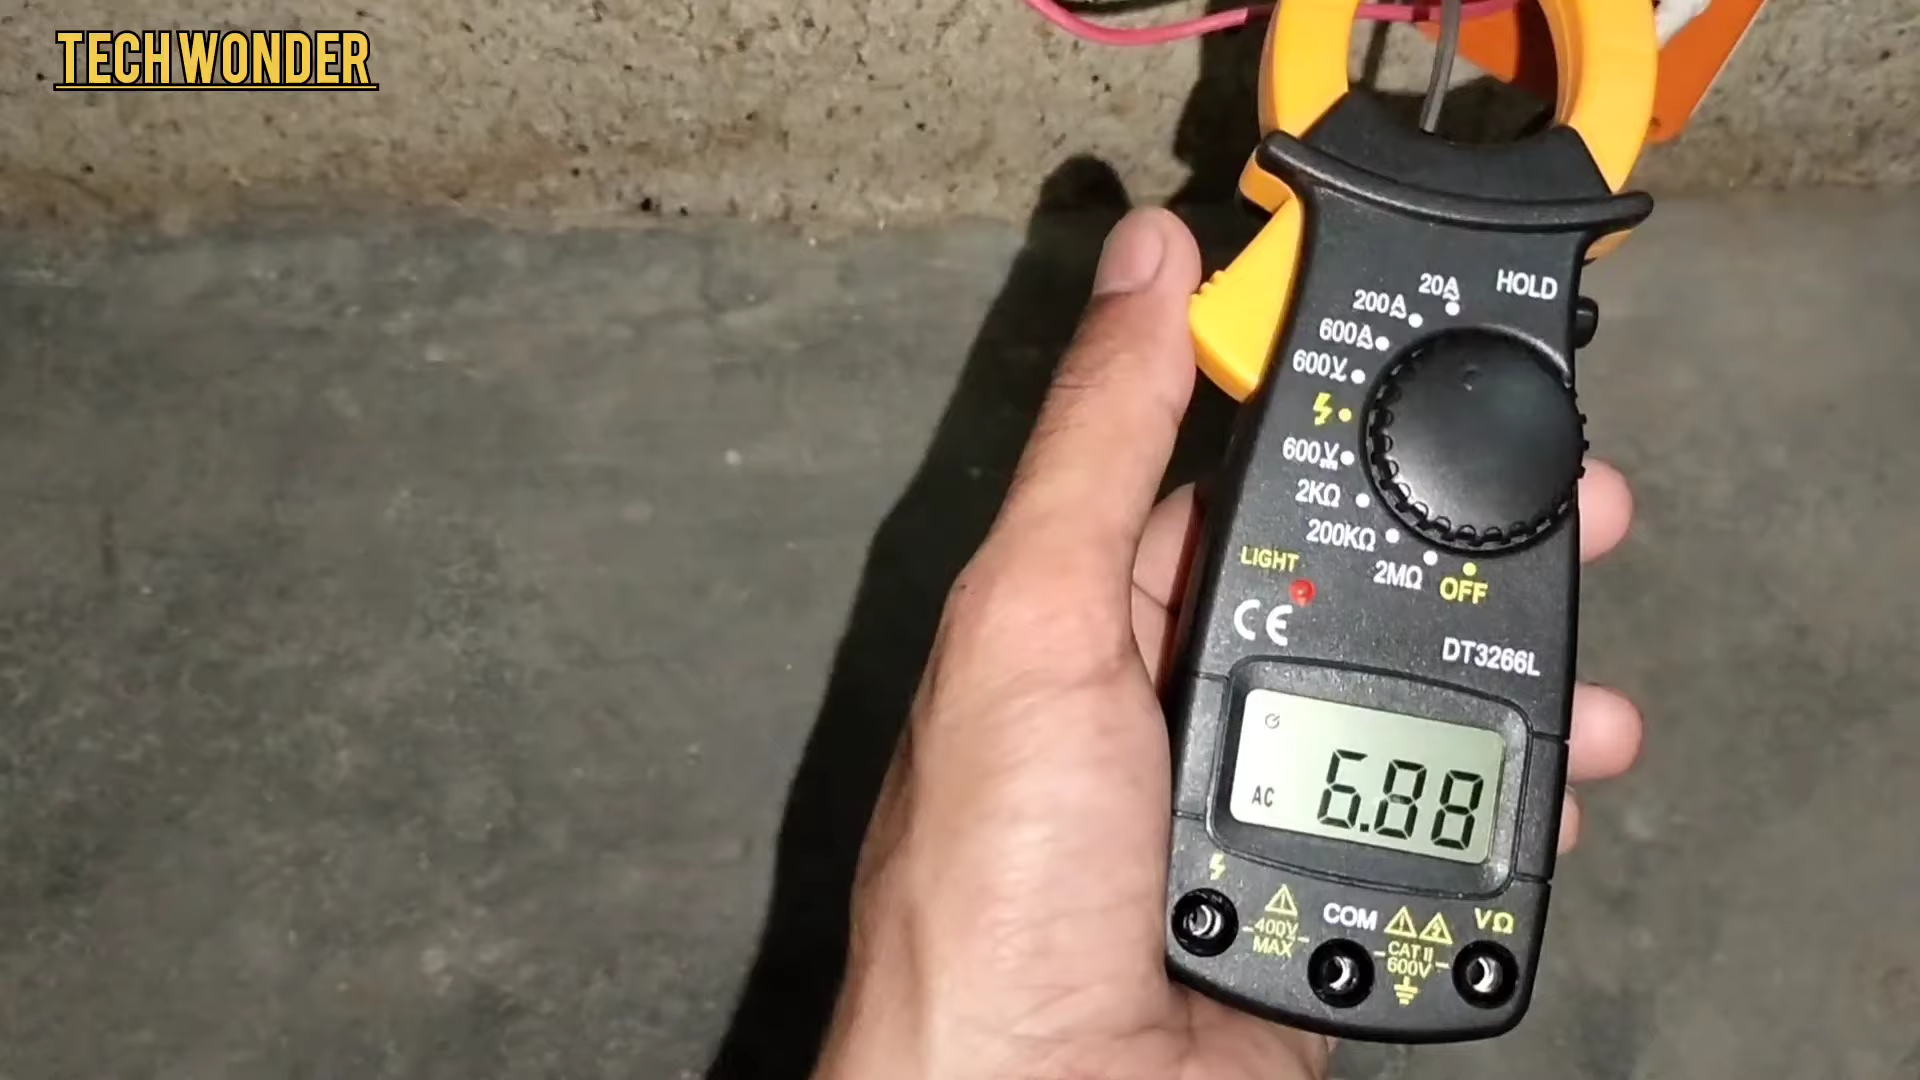 TECH WONDER
HOLD
20A
200A
600A
600V
600V
2KΩ
200KΩ
2MΩ
OFF
LIGHT
CE
DT3266L
AC
6.88
400V
MAX
COM
CAT II
600V
VΩ